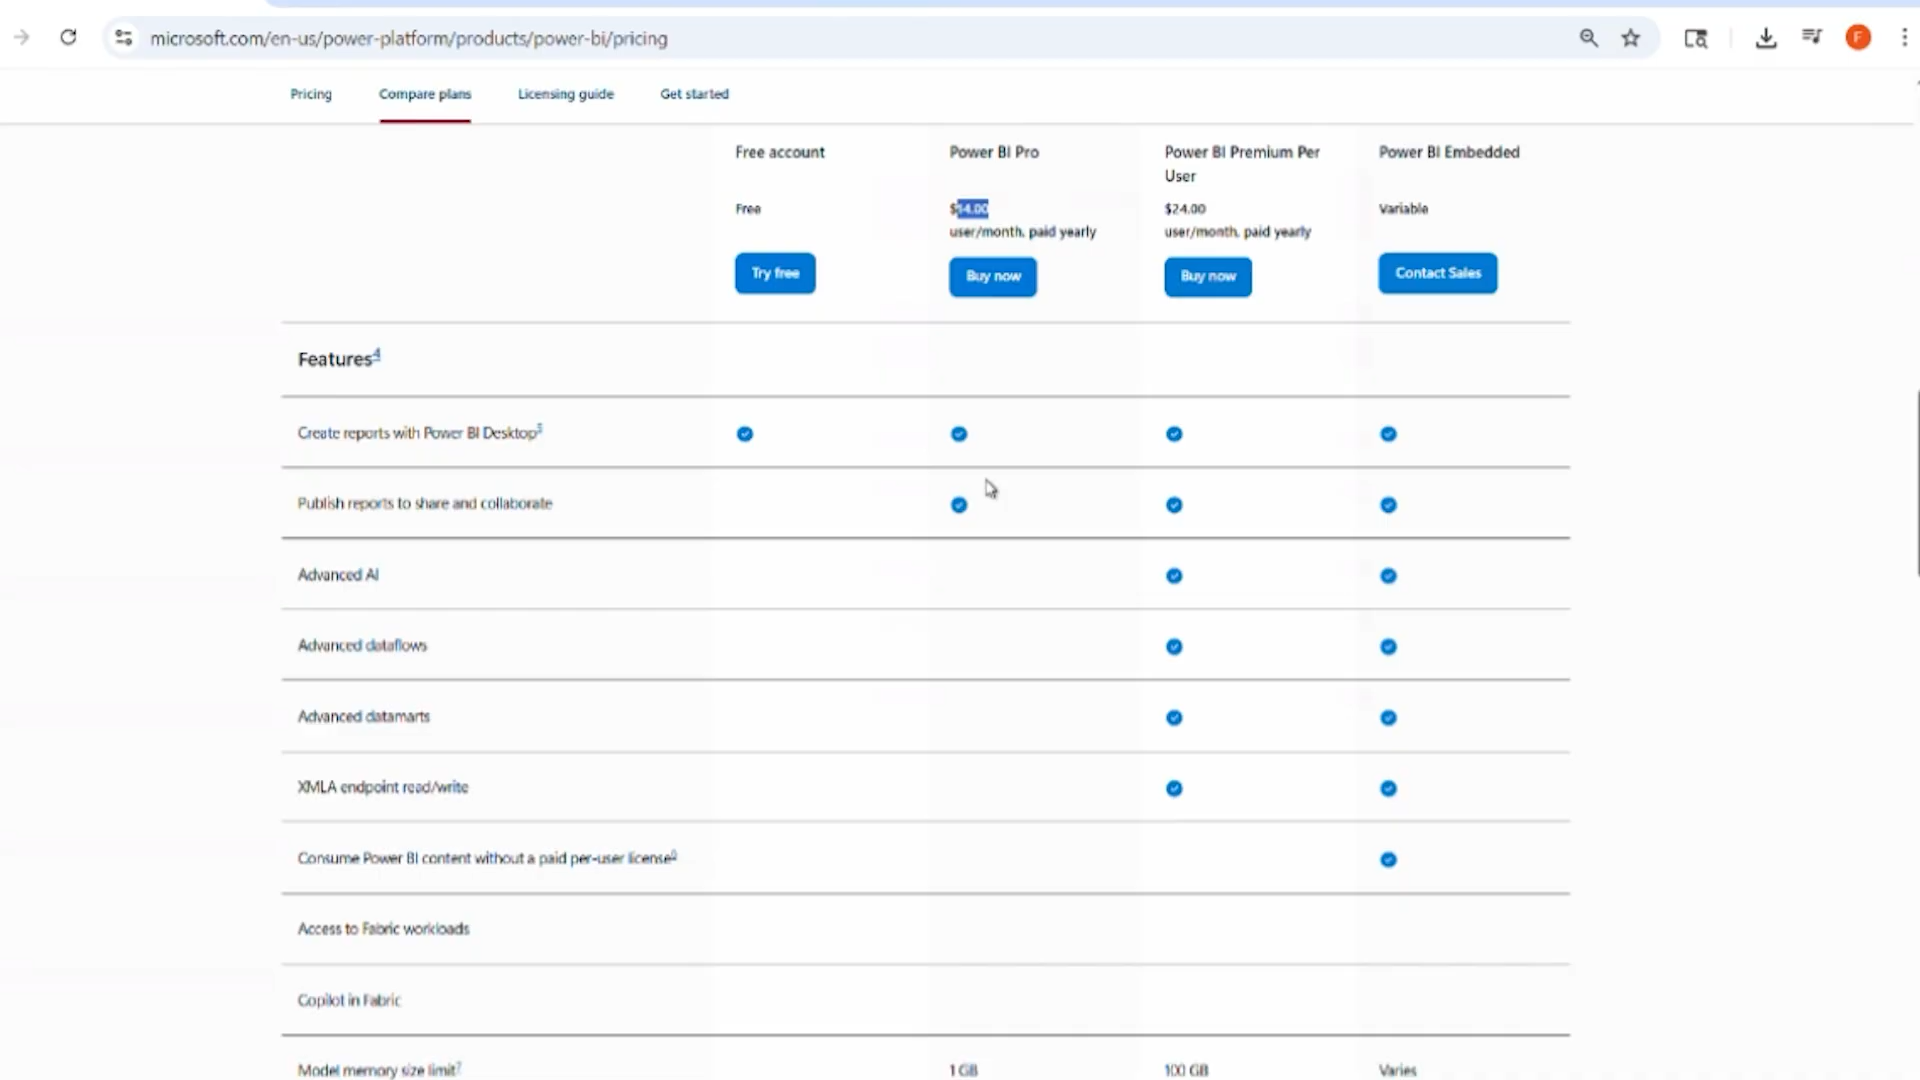 microsoft.com/en-us/power-platform/products/power-bi/pricing
F
Pricing
Compare plans
Licensing guide
Get started
Free account
Power BI Pro
Power BI Premium Per
User
Power BI Embedded
Free
$14.00
user/month, paid yearly
$24.00
user/month, paid yearly
Variable
Try free
Buy now
Buy now
Contact Sales
Features4
Create reports with Power BI Desktop5
Publish reports to share and collaborate
Advanced AI
Advanced dataflows
Advanced datamarts
XMLA endpoint read/write
Consume Power BI content without a paid per-user license6
Access to Fabric workloads
Copilot in Fabric
Model memory size limit7
1 GB
100 GB
Varies